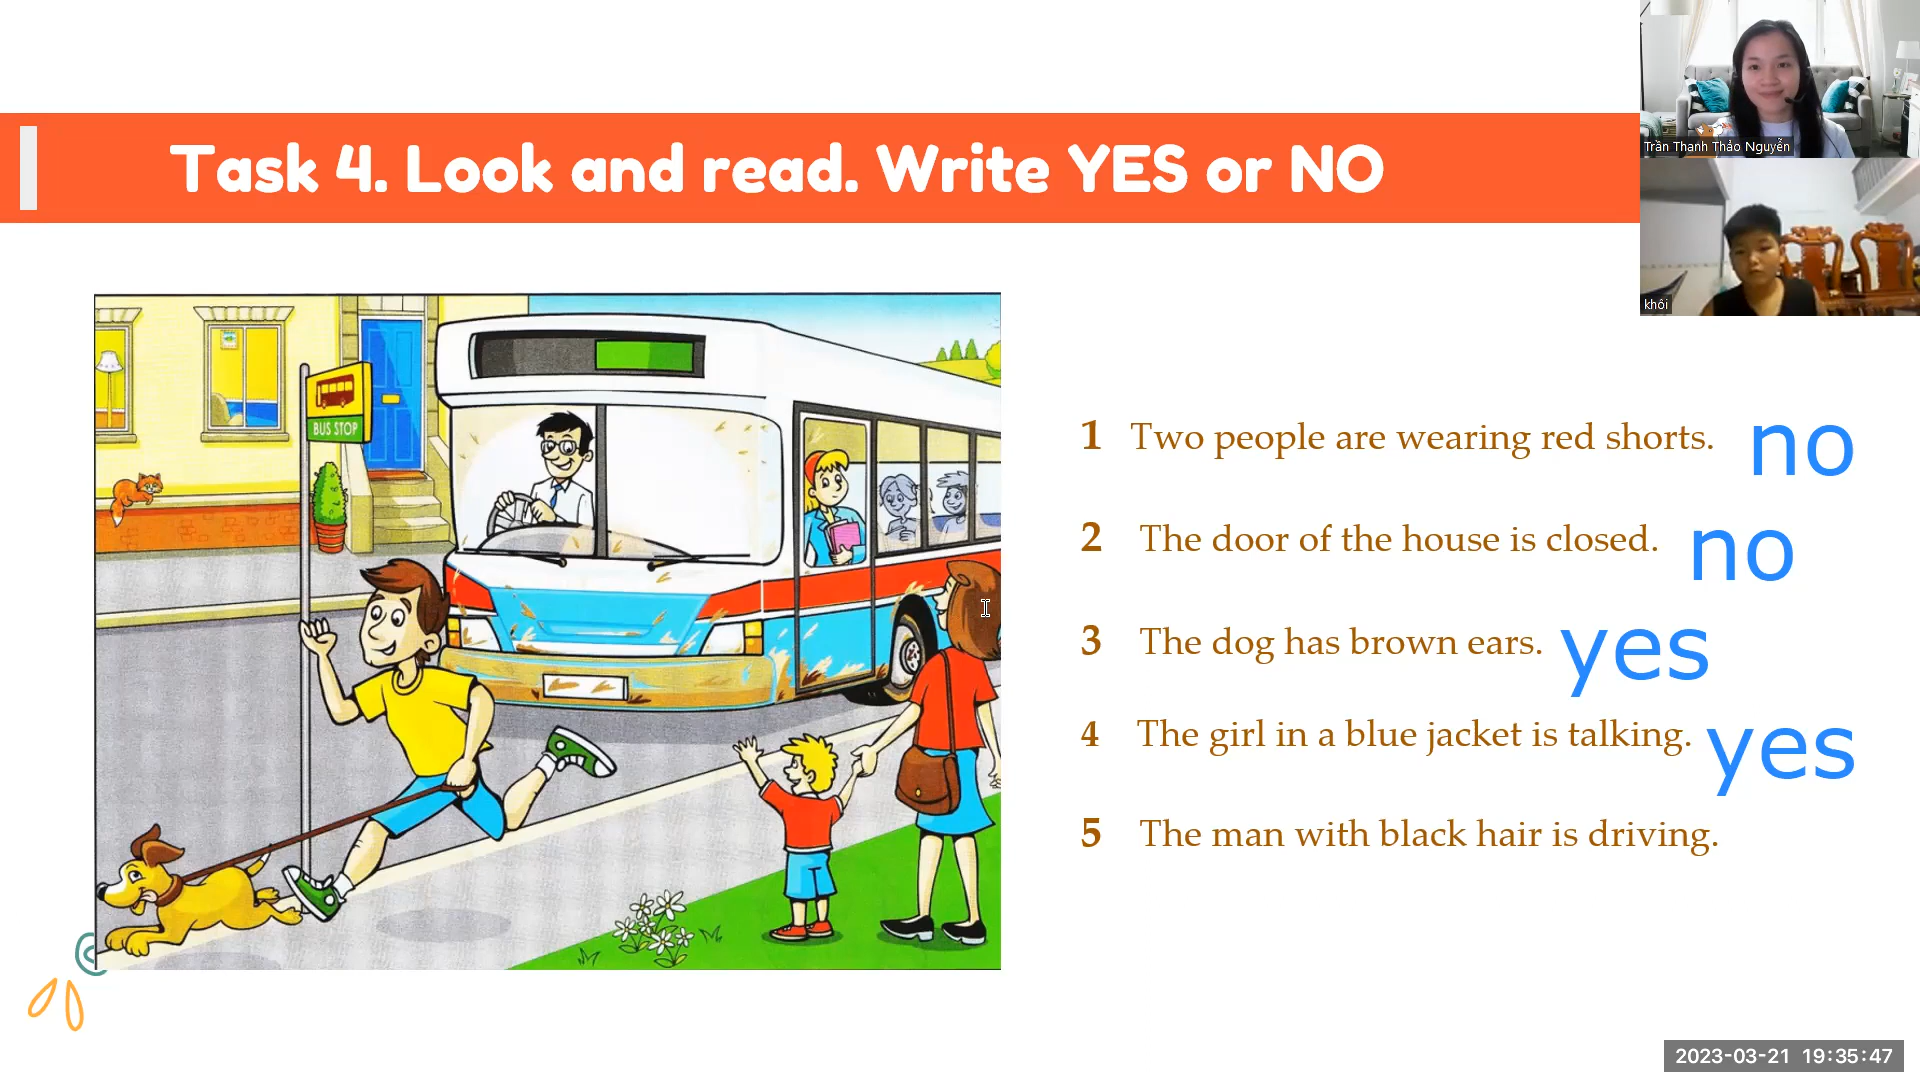 Task 4. Look and read. Write YES or NO
Trần Thanh Thảo Nguyễn
khôi
BUS STOP
1 Two people are wearing red shorts. no
2 The door of the house is closed. no
3 The dog has brown ears. yes
4 The girl in a blue jacket is talking. yes
5 The man with black hair is driving.
2023-03-21 19:35:47